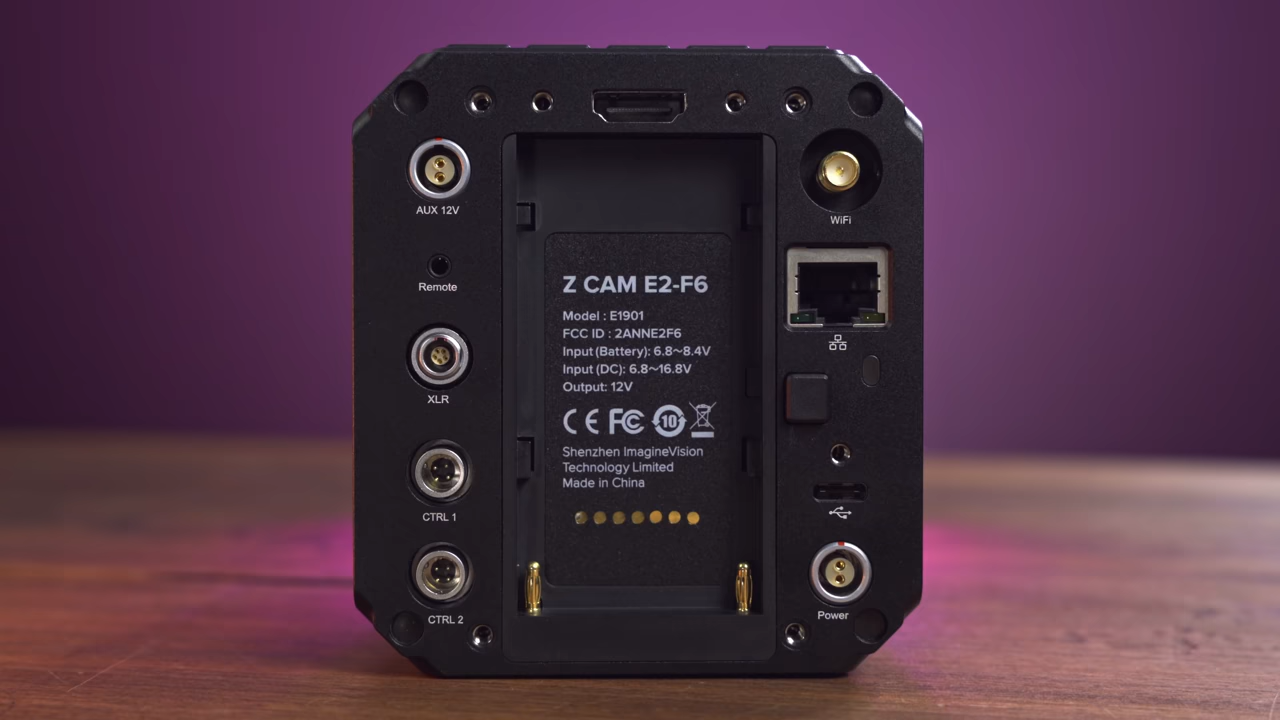 AUX 12V
Remote
XLR
CTRL 1
CTRL 2
Z CAM E2-F6
Model : E1901
FCC ID : 2ANNE2F6
Input (Battery): 6.8~8.4V
Input (DC): 6.8~16.8V
Output: 12V
CE FC 10
Shenzhen ImagineVision
Technology Limited
Made in China
WiFi
Power